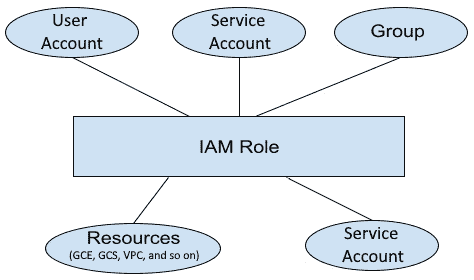 User
Account
Service
Account
Group
IAM Role
Resources
(GCE, GCS, VPC, and so on)
Service
Account